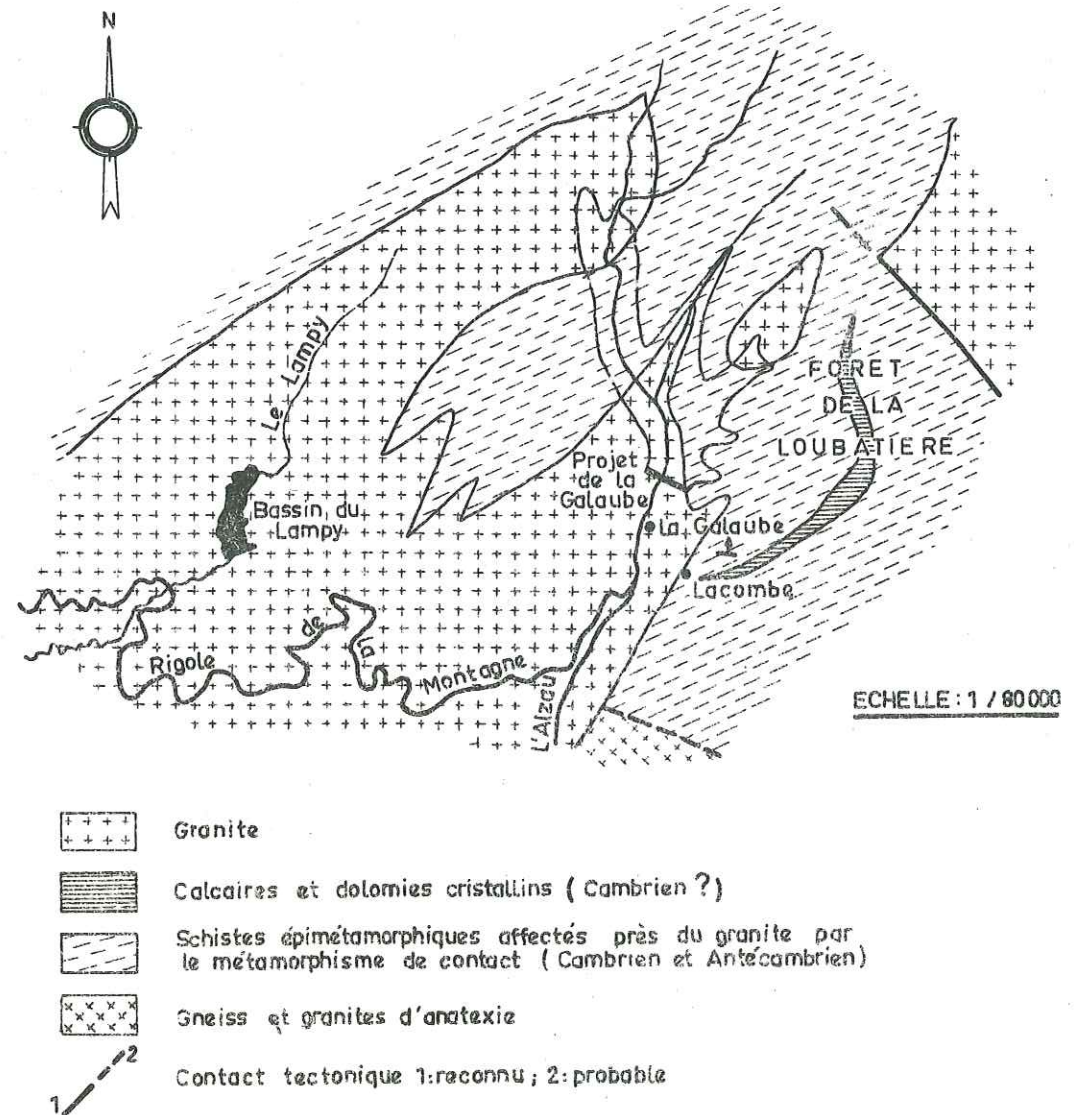 N
Le Lampy
FORET
DE LA
LOUBATIERE
Projet
de la
Galaube
Bassin du
Lampy
La Galaube
Lacombe
Rigole de la Montagne
L'Alzau
ECHELLE: 1 / 80000
Granite
Calcaires et dolomies cristallins ( Cambrien ? )
Schistes épimétamorphiques affectés près du granite par
le métamorphisme de contact ( Cambrien et Antécambrien)
Gneiss et granites d'anatexie
2
Contact tectonique 1:reconnu ; 2: probable
1